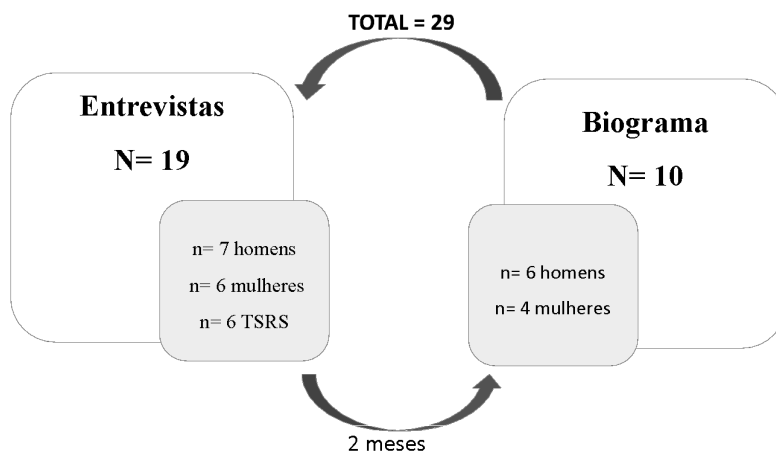 TOTAL = 29
Entrevistas
N= 19
n= 7 homens
n= 6 mulheres
n= 6 TSRS
Biograma
N= 10
n= 6 homens
n= 4 mulheres
2 meses